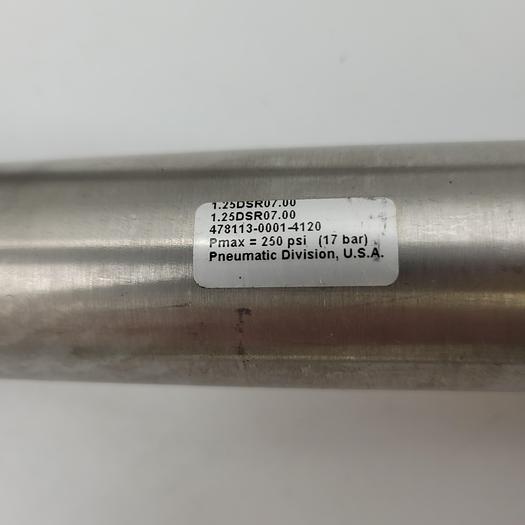 1.25DSR07.00
1.25DSR07.00
478113-0001-4120
Pmax = 250 psi (17 bar)
Pneumatic Division, U.S.A.